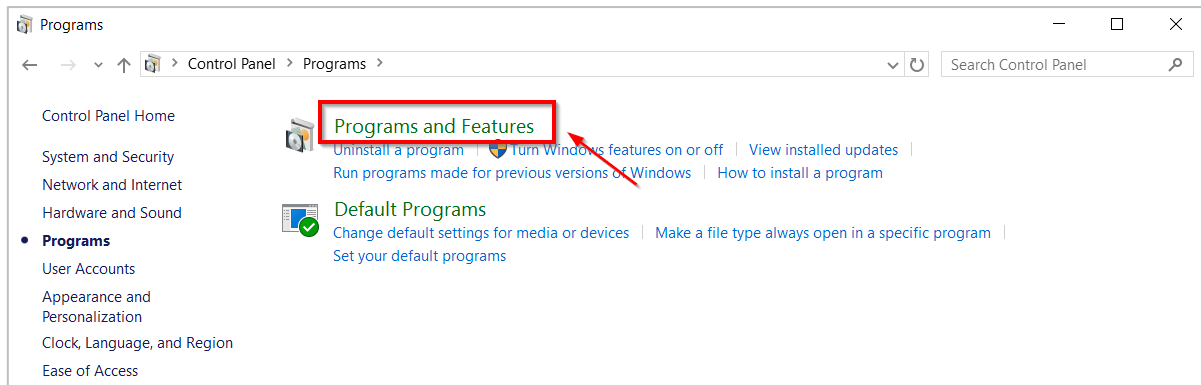 Programs
Control Panel > Programs >
Search Control Panel
Control Panel Home
System and Security
Network and Internet
Hardware and Sound
Programs
User Accounts
Appearance and
Personalization
Clock, Language, and Region
Ease of Access
Programs and Features
Uninstall a program | Turn Windows features on or off | View installed updates |
Run programs made for previous versions of Windows | How to install a program
Default Programs
Change default settings for media or devices | Make a file type always open in a specific program |
Set your default programs